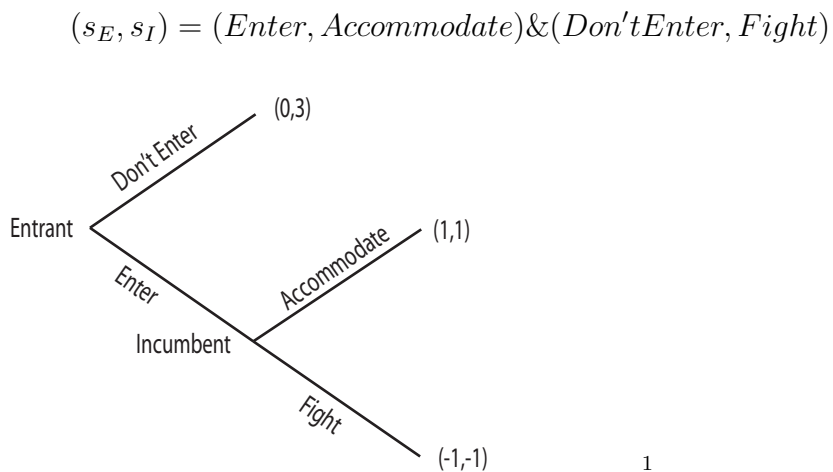 (s_E, s_I) = (Enter, Accommodate)&(Don'tEnter, Fight)
(0,3)
Don't Enter
Entrant
(1,1)
Accommodate
Enter
Incumbent
Fight
(-1,-1)
1